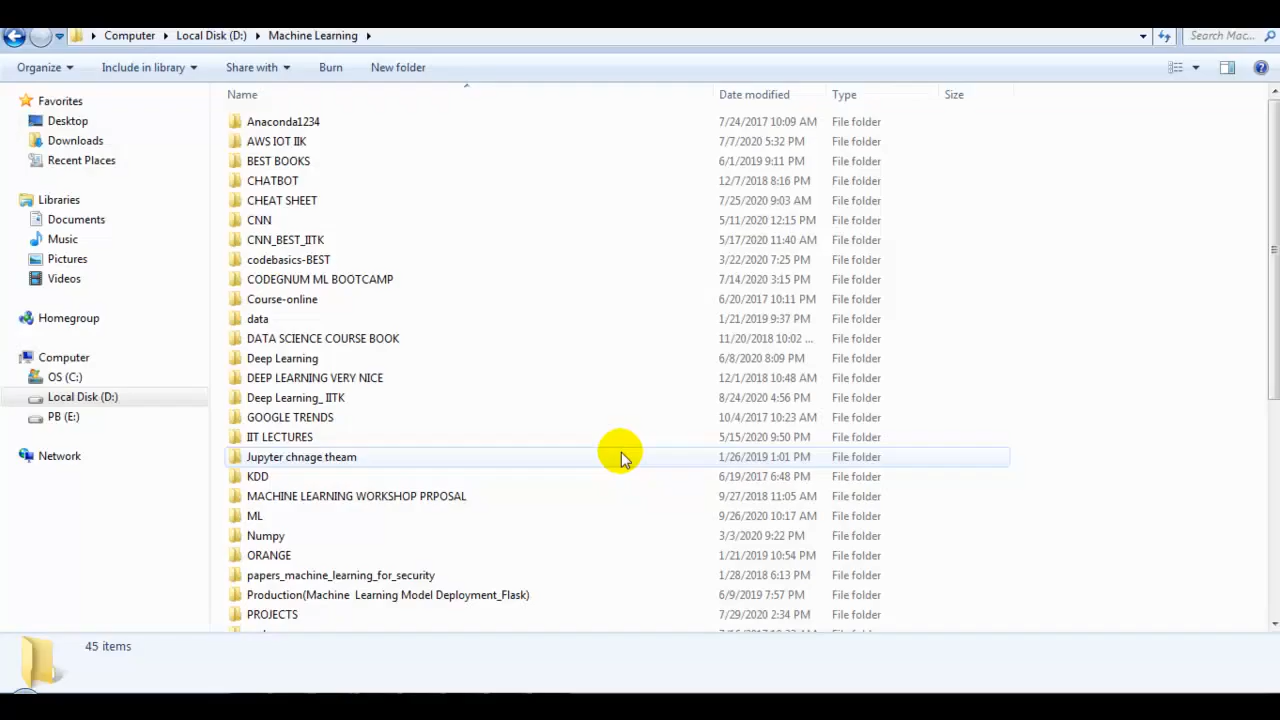 Computer Local Disk (D:) Machine Learning Search Mac...
Organize Include in library Share with Burn New folder
Name Date modified Type Size
Favorites
Desktop
Downloads
Recent Places
Libraries
Documents
Music
Pictures
Videos
Homegroup
Computer
OS (C:)
Local Disk (D:)
PB (E:)
Network
Anaconda1234 7/24/2017 10:09 AM File folder
AWS IOT IIK 7/7/2020 5:32 PM File folder
BEST BOOKS 6/1/2019 9:11 PM File folder
CHATBOT 12/7/2018 8:16 PM File folder
CHEAT SHEET 7/25/2020 9:03 AM File folder
CNN 5/11/2020 12:15 PM File folder
CNN_BEST_IITK 5/17/2020 11:40 AM File folder
codebasics-BEST 3/22/2020 7:25 PM File folder
CODEGNUM ML BOOTCAMP 7/14/2020 3:15 PM File folder
Course-online 6/20/2017 10:11 PM File folder
data 1/21/2019 9:37 PM File folder
DATA SCIENCE COURSE BOOK 11/20/2018 10:02 ... File folder
Deep Learning 6/8/2020 8:09 PM File folder
DEEP LEARNING VERY NICE 12/1/2018 10:48 AM File folder
Deep Learning_ IITK 8/24/2020 4:56 PM File folder
GOOGLE TRENDS 10/4/2017 10:23 AM File folder
IIT LECTURES 5/15/2020 9:50 PM File folder
Jupyter chnage theam 1/26/2019 1:01 PM File folder
KDD 6/19/2017 6:48 PM File folder
MACHINE LEARNING WORKSHOP PRPOSAL 9/27/2018 11:05 AM File folder
ML 9/26/2020 10:17 AM File folder
Numpy 3/3/2020 9:22 PM File folder
ORANGE 1/21/2019 10:54 PM File folder
papers_machine_learning_for_security 1/28/2018 6:13 PM File folder
Production(Machine Learning Model Deployment_Flask) 6/9/2019 7:57 PM File folder
PROJECTS 7/29/2020 2:34 PM File folder
45 items